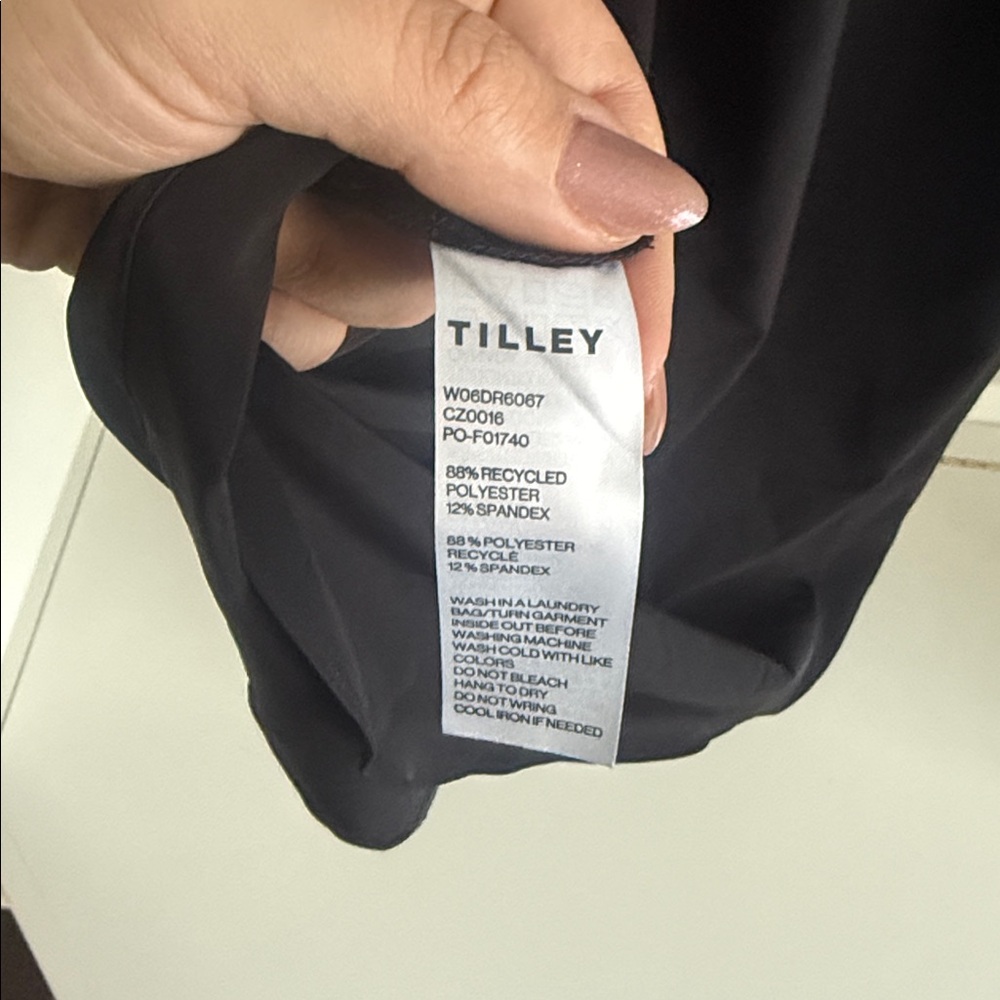 TILLEY
W06DR6067
CZ0016
PO-F01740
88% RECYCLED
POLYESTER
12% SPANDEX
88% POLYESTER
RECYCLÉ
12% SPANDEX
WASH IN A LAUNDRY
BAG/TURN GARMENT
INSIDE OUT BEFORE
WASHING MACHINE
WASH COLD WITH LIKE
COLORS
DO NOT BLEACH
HANG TO DRY
DO NOT WRING
COOL IRON IF NEEDED